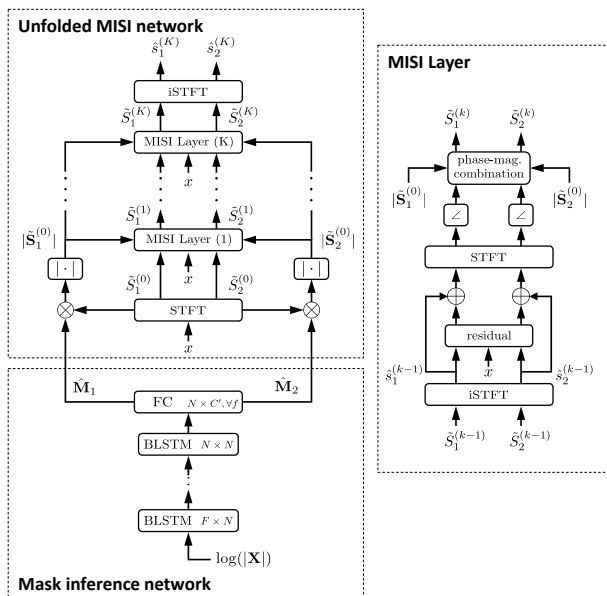 Unfolded MISI network
ŝ₁^(K) ŝ₂^(K)
iSTFT
S̃₁^(K) S̃₂^(K)
MISI Layer (K)
x
S̃₁^(1) S̃₂^(1)
|S̃₁^(0)| MISI Layer (1) |S̃₂^(0)|
| · | x | · |
S̃₁^(0) S̃₂^(0)
⊗ STFT ⊗
x
M̂₁ M̂₂
FC N × C′, ∀f
BLSTM N × N
BLSTM F × N
log(|X|)
Mask inference network
MISI Layer
S̃₁^(k) S̃₂^(k)
phase-mag.
combination
|S̃₁^(0)| |S̃₂^(0)|
∠ ∠
STFT
⊕ ⊕
residual
ŝ₁^(k−1) x ŝ₂^(k−1)
iSTFT
S̃₁^(k−1) S̃₂^(k−1)